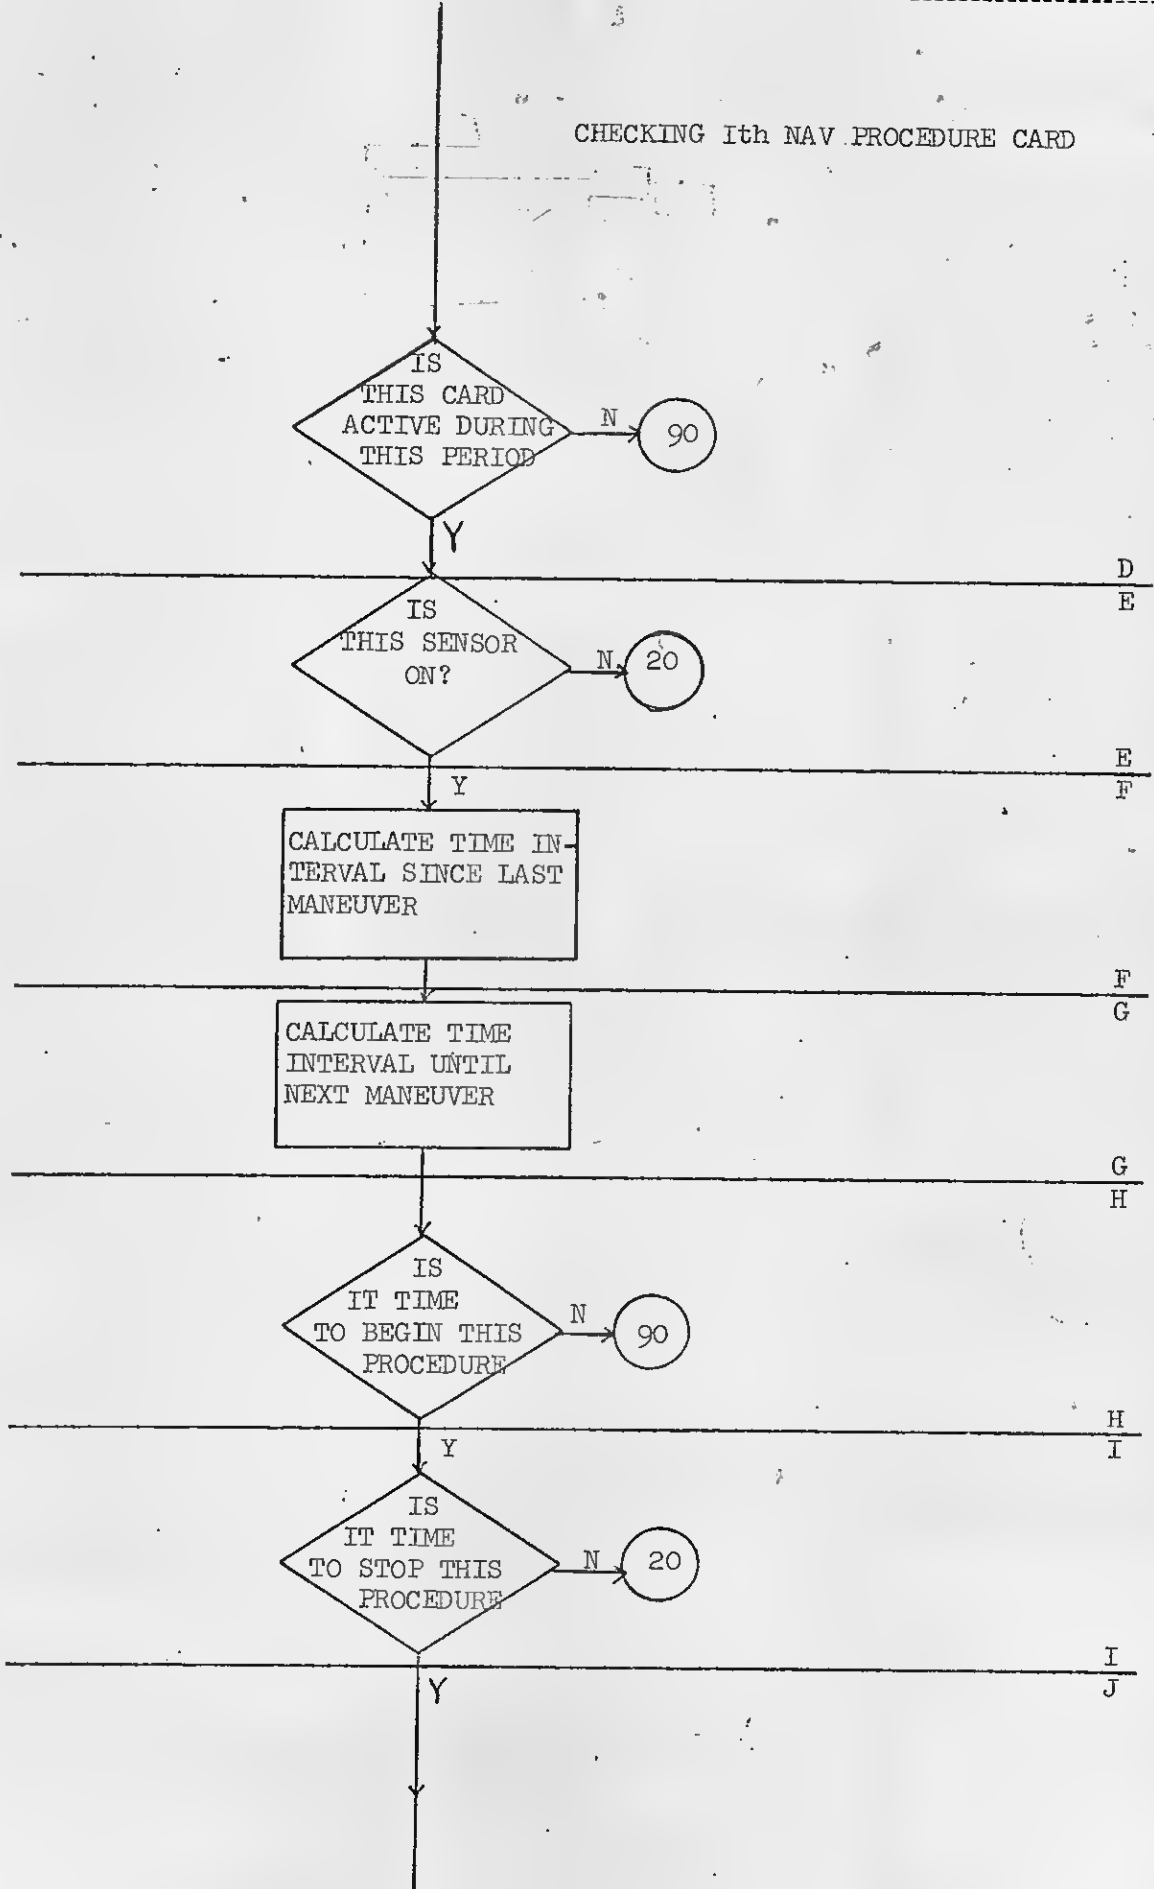 CHECKING Ith NAV PROCEDURE CARD
IS
THIS CARD
ACTIVE DURING
THIS PERIOD
N
90
Y
D
E
IS
THIS SENSOR
ON?
N
20
E
F
Y
CALCULATE TIME IN-
TERVAL SINCE LAST
MANEUVER
F
G
CALCULATE TIME
INTERVAL UNTIL
NEXT MANEUVER
G
H
IS
IT TIME
TO BEGIN THIS
PROCEDURE
N
90
H
I
Y
IS
IT TIME
TO STOP THIS
PROCEDURE
N
20
I
J
Y